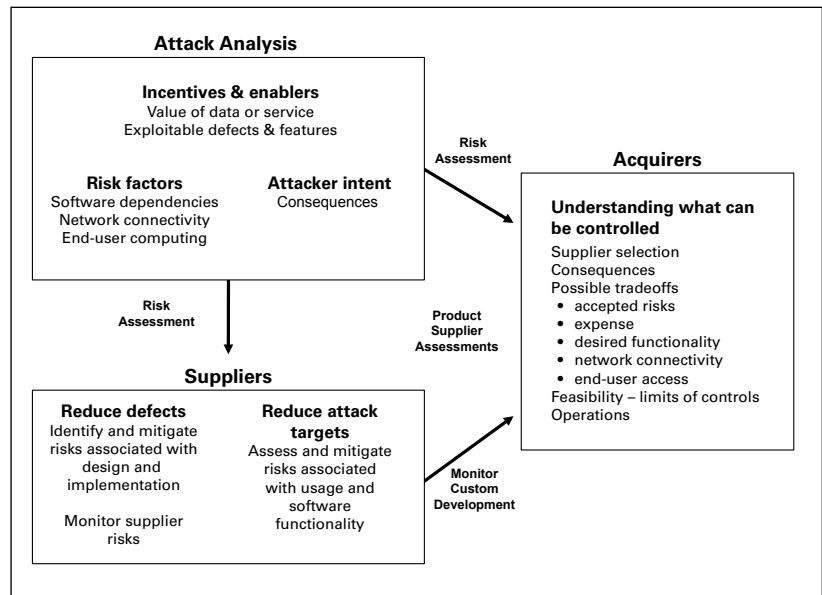 Attack Analysis
Incentives & enablers
Value of data or service
Exploitable defects & features
Risk factors
Software dependencies
Network connectivity
End-user computing
Attacker intent
Consequences
Risk
Assessment
Risk
Assessment
Product
Supplier
Assessments
Acquirers
Understanding what can
be controlled
Supplier selection
Consequences
Possible tradeoffs
• accepted risks
• expense
• desired functionality
• network connectivity
• end-user access
Feasibility – limits of controls
Operations
Suppliers
Reduce defects
Identify and mitigate
risks associated with
design and
implementation
Monitor supplier
risks
Reduce attack
targets
Assess and mitigate
risks associated
with usage and
software
functionality
Monitor
Custom
Development